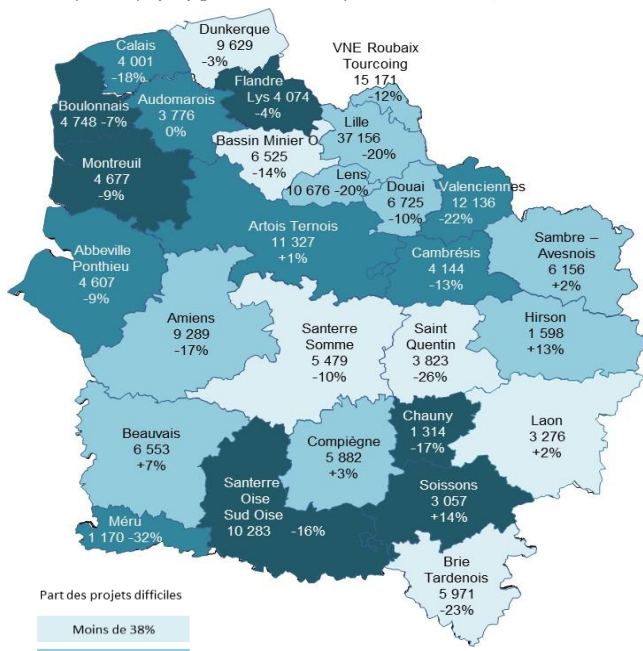 Dunkerque
9 629
-3%
Calais
4 001
-18%
VNE Roubaix
Tourcoing
15 171
-12%
Flandre
Lys 4 074
-4%
Boulonnais
4 748 -7%
Audomarois
3 776
0%
Lille
37 156
-20%
Bassin Minier O.
6 525
-14%
Montreuil
4 677
-9%
Lens
10 676 -20%
Douai
6 725
-10%
Valenciennes
12 136
-22%
Artois Ternois
11 327
+1%
Abbeville
Ponthieu
4 607
-9%
Cambrésis
4 144
-13%
Sambre –
Avesnois
6 156
+2%
Amiens
9 289
-17%
Santerre
Somme
5 479
-10%
Saint
Quentin
3 823
-26%
Hirson
1 598
+13%
Chauny
1 314
-17%
Laon
3 276
+2%
Beauvais
6 553
+7%
Compiègne
5 882
+3%
Santerre
Oise
Sud Oise
10 283 -16%
Soissons
3 057
+14%
Méru
1 170 -32%
Brie
Tardenois
5 971
-23%
Part des projets difficiles
Moins de 38%